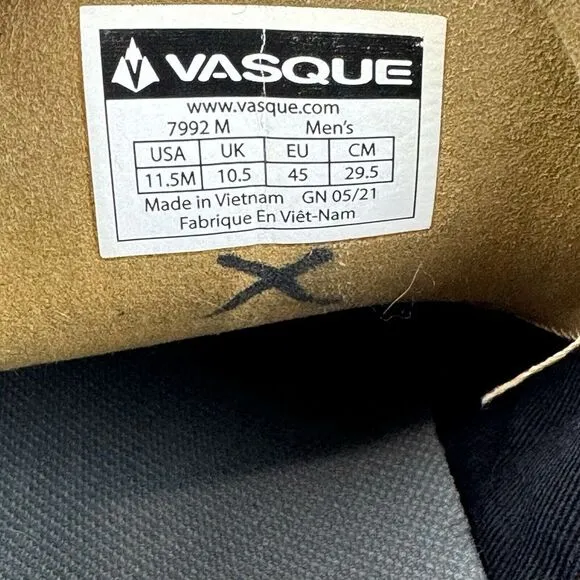 VASQUE
www.vasque.com
7992 M Men's
USA UK EU CM
11.5M 10.5 45 29.5
Made in Vietnam GN 05/21
Fabrique En Viêt-Nam
X